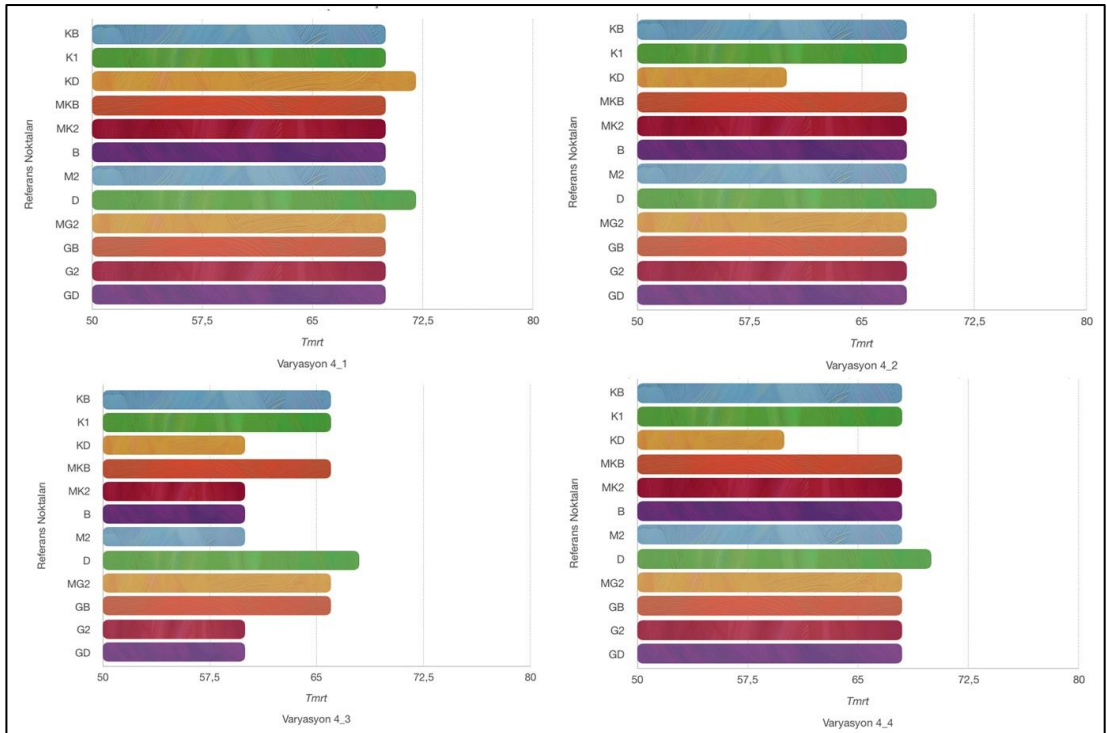 KB
K1
KD
MKB
MK2
B
M2
D
MG2
GB
G2
GD
Referans Noktaları
50 57,5 65 72,5 80
Tmrt
Varyasyon 4_1
KB
K1
KD
MKB
MK2
B
M2
D
MG2
GB
G2
GD
Referans Noktaları
50 57,5 65 72,5 80
Tmrt
Varyasyon 4_2
KB
K1
KD
MKB
MK2
B
M2
D
MG2
GB
G2
GD
Referans Noktaları
50 57,5 65 72,5 80
Tmrt
Varyasyon 4_3
KB
K1
KD
MKB
MK2
B
M2
D
MG2
GB
G2
GD
Referans Noktaları
50 57,5 65 72,5 80
Tmrt
Varyasyon 4_4